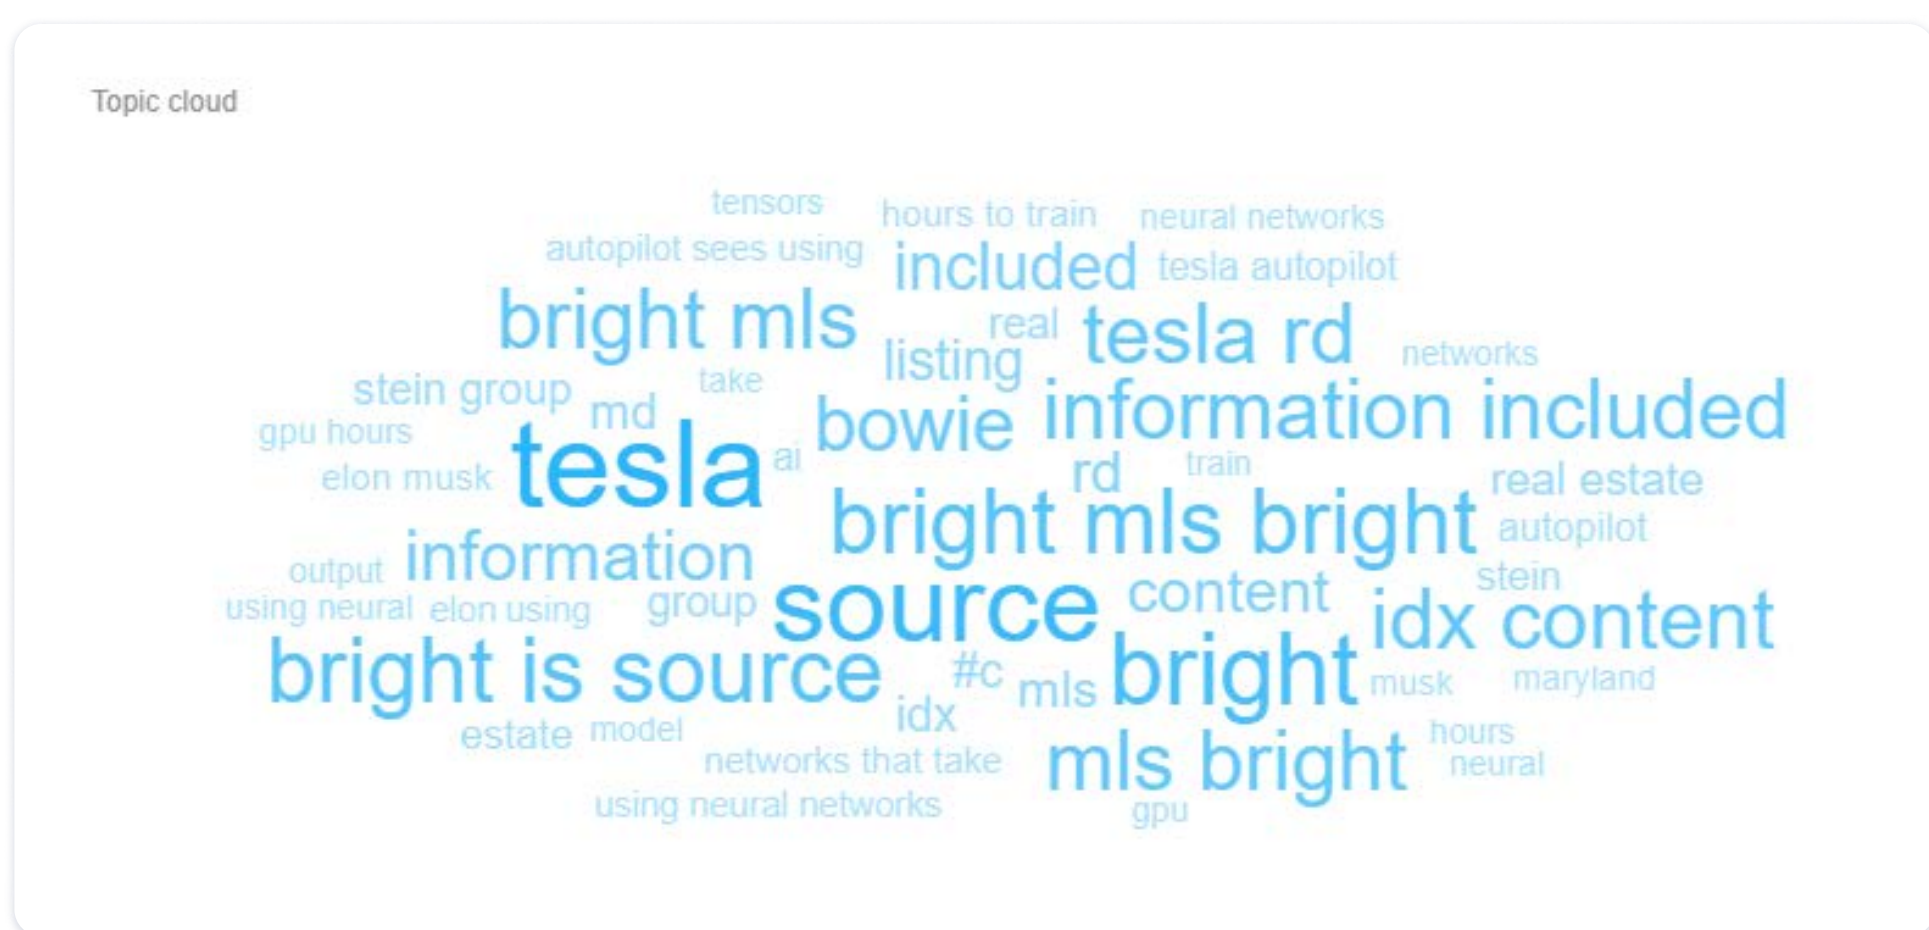 Topic cloud
tensors
hours to train
neural networks
autopilot sees using
included
tesla autopilot
bright mls
real
tesla rd
listing
networks
stein group
take
md
bowie
information included
gpu hours
tesla
ai
elon musk
rd
train
real estate
bright mls bright
autopilot
information
output
stein
using neural
elon using
group
source
content
idx content
bright is source
#c
mls
bright
musk
maryland
idx
estate
model
hours
networks that take
mls bright
neural
using neural networks
gpu